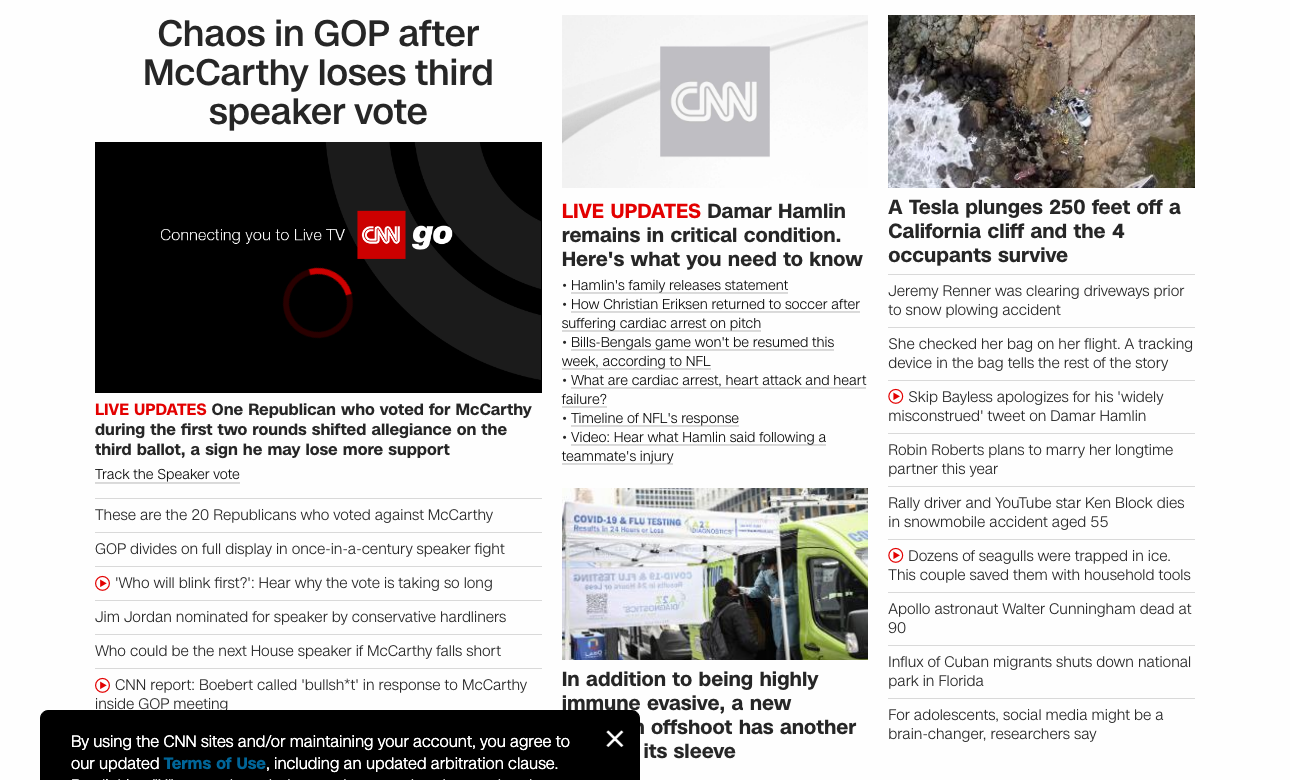 Chaos in GOP after
McCarthy loses third
speaker vote
Connecting you to Live TV CNN go
LIVE UPDATES One Republican who voted for McCarthy
during the first two rounds shifted allegiance on the
third ballot, a sign he may lose more support
Track the Speaker vote
These are the 20 Republicans who voted against McCarthy
GOP divides on full display in once-in-a-century speaker fight
'Who will blink first?': Hear why the vote is taking so long
Jim Jordan nominated for speaker by conservative hardliners
Who could be the next House speaker if McCarthy falls short
CNN report: Boebert called 'bullsh*t' in response to McCarthy
inside GOP meeting
By using the CNN sites and/or maintaining your account, you agree to
our updated Terms of Use, including an updated arbitration clause.
CNN
LIVE UPDATES Damar Hamlin
remains in critical condition.
Here's what you need to know
• Hamlin's family releases statement
• How Christian Eriksen returned to soccer after
suffering cardiac arrest on pitch
• Bills-Bengals game won't be resumed this
week, according to NFL
• What are cardiac arrest, heart attack and heart
failure?
• Timeline of NFL's response
• Video: Hear what Hamlin said following a
teammate's injury
COVID-19 & FLU TESTING
Results in 24 Hours or Less
DIAGNOSTICS
In addition to being highly
immune evasive, a new
offshoot has another
its sleeve
A Tesla plunges 250 feet off a
California cliff and the 4
occupants survive
Jeremy Renner was clearing driveways prior
to snow plowing accident
She checked her bag on her flight. A tracking
device in the bag tells the rest of the story
Skip Bayless apologizes for his 'widely
misconstrued' tweet on Damar Hamlin
Robin Roberts plans to marry her longtime
partner this year
Rally driver and YouTube star Ken Block dies
in snowmobile accident aged 55
Dozens of seagulls were trapped in ice.
This couple saved them with household tools
Apollo astronaut Walter Cunningham dead at
90
Influx of Cuban migrants shuts down national
park in Florida
For adolescents, social media might be a
brain-changer, researchers say